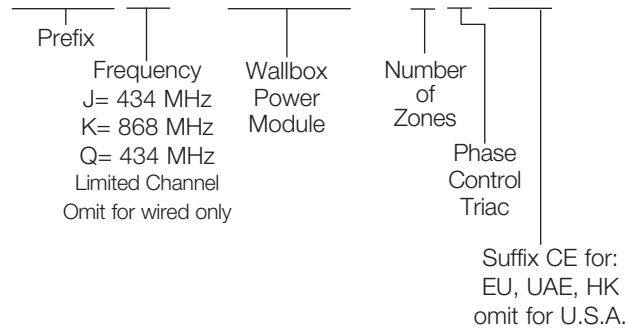 Prefix
Frequency
J= 434 MHz
K= 868 MHz
Q= 434 MHz
Limited Channel
Omit for wired only
Wallbox
Power
Module
Number
of
Zones
Phase
Control
Triac
Suffix CE for:
EU, UAE, HK
omit for U.S.A.